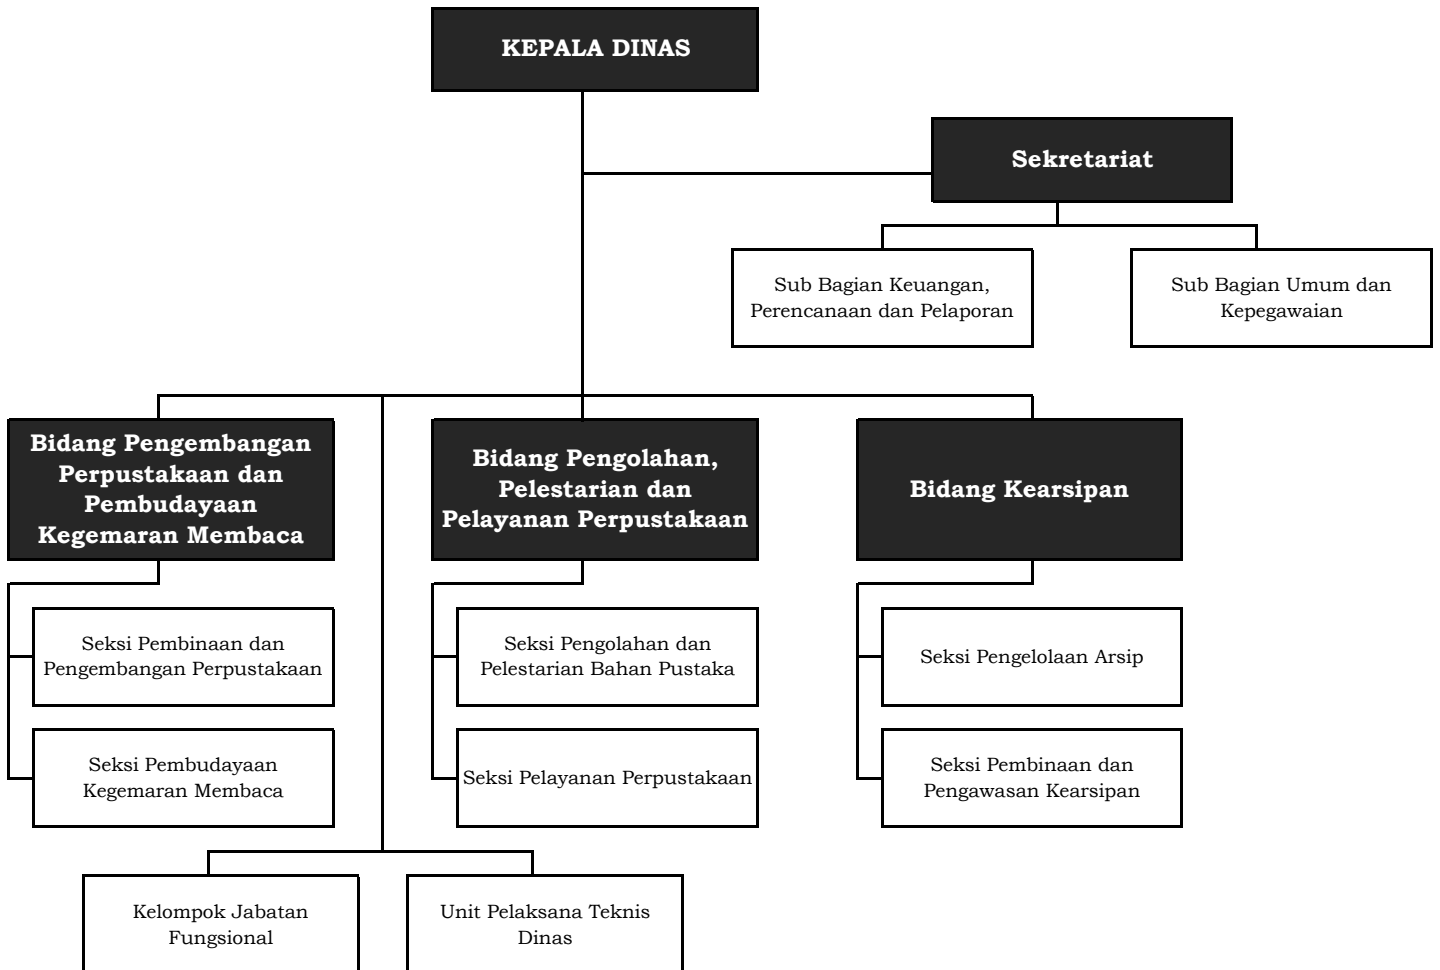 KEPALA DINAS
Sekretariat
Sub Bagian Keuangan,
Perencanaan dan Pelaporan
Sub Bagian Umum dan
Kepegawaian
Bidang Pengembangan
Perpustakaan dan
Pembudayaan
Kegemaran Membaca
Bidang Pengolahan,
Pelestarian dan
Pelayanan Perpustakaan
Bidang Kearsipan
Seksi Pembinaan dan
Pengembangan Perpustakaan
Seksi Pengolahan dan
Pelestarian Bahan Pustaka
Seksi Pengelolaan Arsip
Seksi Pembudayaan
Kegemaran Membaca
Seksi Pelayanan Perpustakaan
Seksi Pembinaan dan
Pengawasan Kearsipan
Kelompok Jabatan
Fungsional
Unit Pelaksana Teknis
Dinas